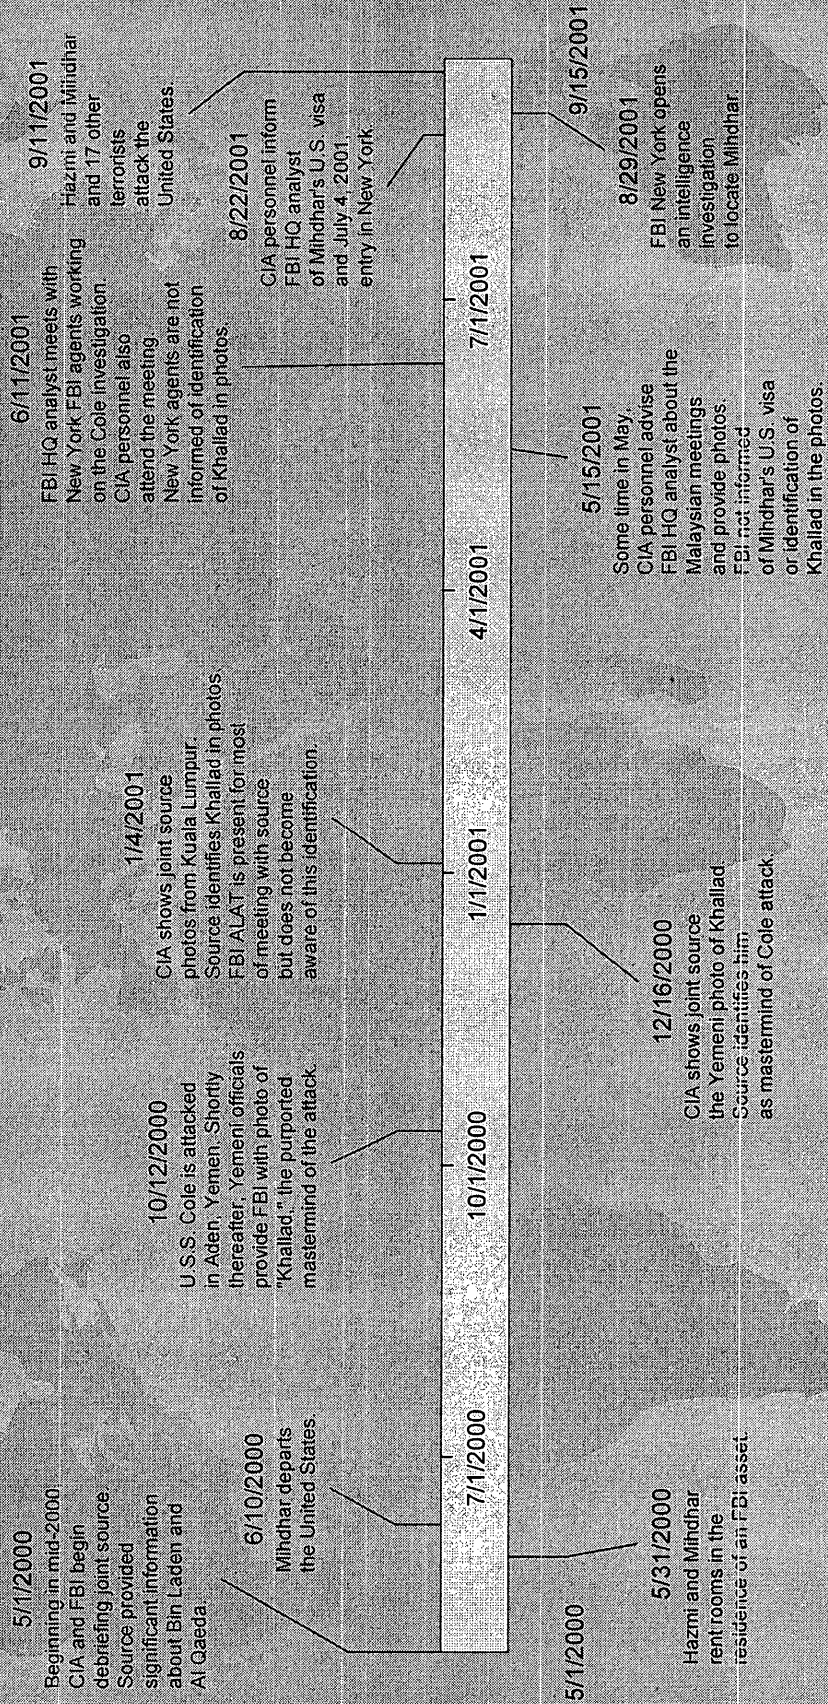 5/1/2000
Beginning in mid-2000
CIA and FBI begin
debriefing joint source.
Source provided
significant information
about Bin Laden and
Al Qaeda.
6/10/2000
Mihdhar departs
the United States.
10/12/2000
U.S.S. Cole is attacked
in Aden, Yemen. Shortly
thereafter, Yemeni officials
provide FBI with photo of
"Khallad," the purported
mastermind of the attack.
1/4/2001
CIA shows joint source
photos from Kuala Lumpur.
Source identifies Khallad in photos.
FBI ALAT is present for most
of meeting with source
but does not become
aware of this identification.
6/11/2001
FBI HQ analyst meets with
New York FBI agents working
on the Cole investigation.
CIA personnel also
attend the meeting.
New York agents are not
informed of identification
of Khallad in photos.
8/22/2001
CIA personnel inform
FBI HQ analyst
of Mihdhar's U.S. visa
and July 4, 2001,
entry in New York.
9/11/2001
Hazmi and Mindhar
and 17 other
terrorists
attack the
United States.
7/1/2000
10/1/2000
1/1/2001
4/1/2001
7/1/2001
5/1/2000
9/15/2001
5/31/2000
Hazmi and Mihdhar
rent rooms in the
residence of an FBI asset.
12/16/2000
CIA shows joint source
the Yemeni photo of Khallad.
Source identifies him
as mastermind of Cole attack.
5/15/2001
Some time in May,
CIA personnel advise
FBI HQ analyst about the
Malaysian meetings
and provide photos.
FBI not informed
of Mihdhar's U.S. visa
or identification of
Khallad in the photos.
8/29/2001
FBI New York opens
an intelligence
investigation
to locate Mihdhar.